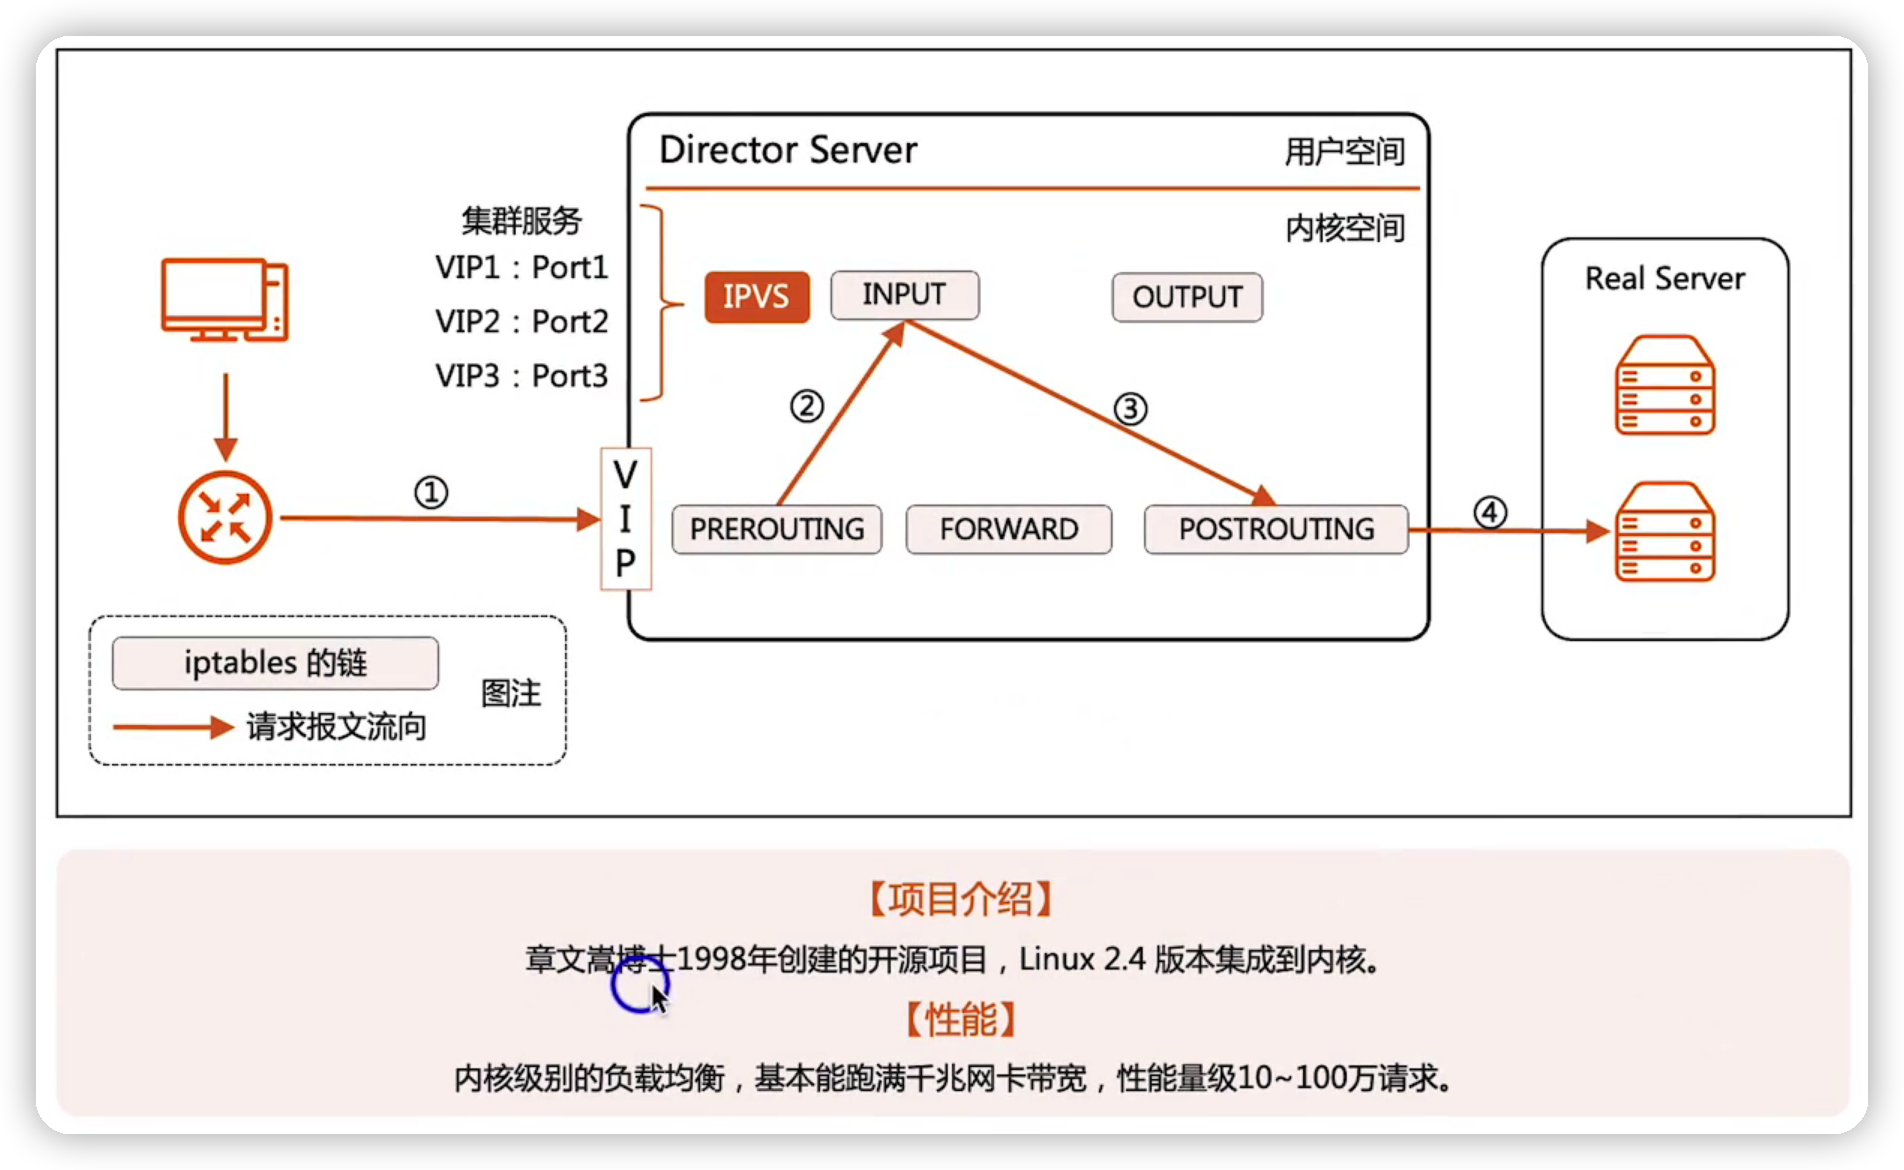 Director Server
用户空间
内核空间
集群服务
VIP1：Port1
VIP2：Port2
VIP3：Port3
IPVS
INPUT
OUTPUT
Real Server
②
③
①
④
VIP
PREROUTING
FORWARD
POSTROUTING
iptables 的链
请求报文流向
图注
【项目介绍】
章文嵩博士1998年创建的开源项目，Linux 2.4 版本集成到内核。
【性能】
内核级别的负载均衡，基本能跑满千兆网卡带宽，性能量级10~100万请求。